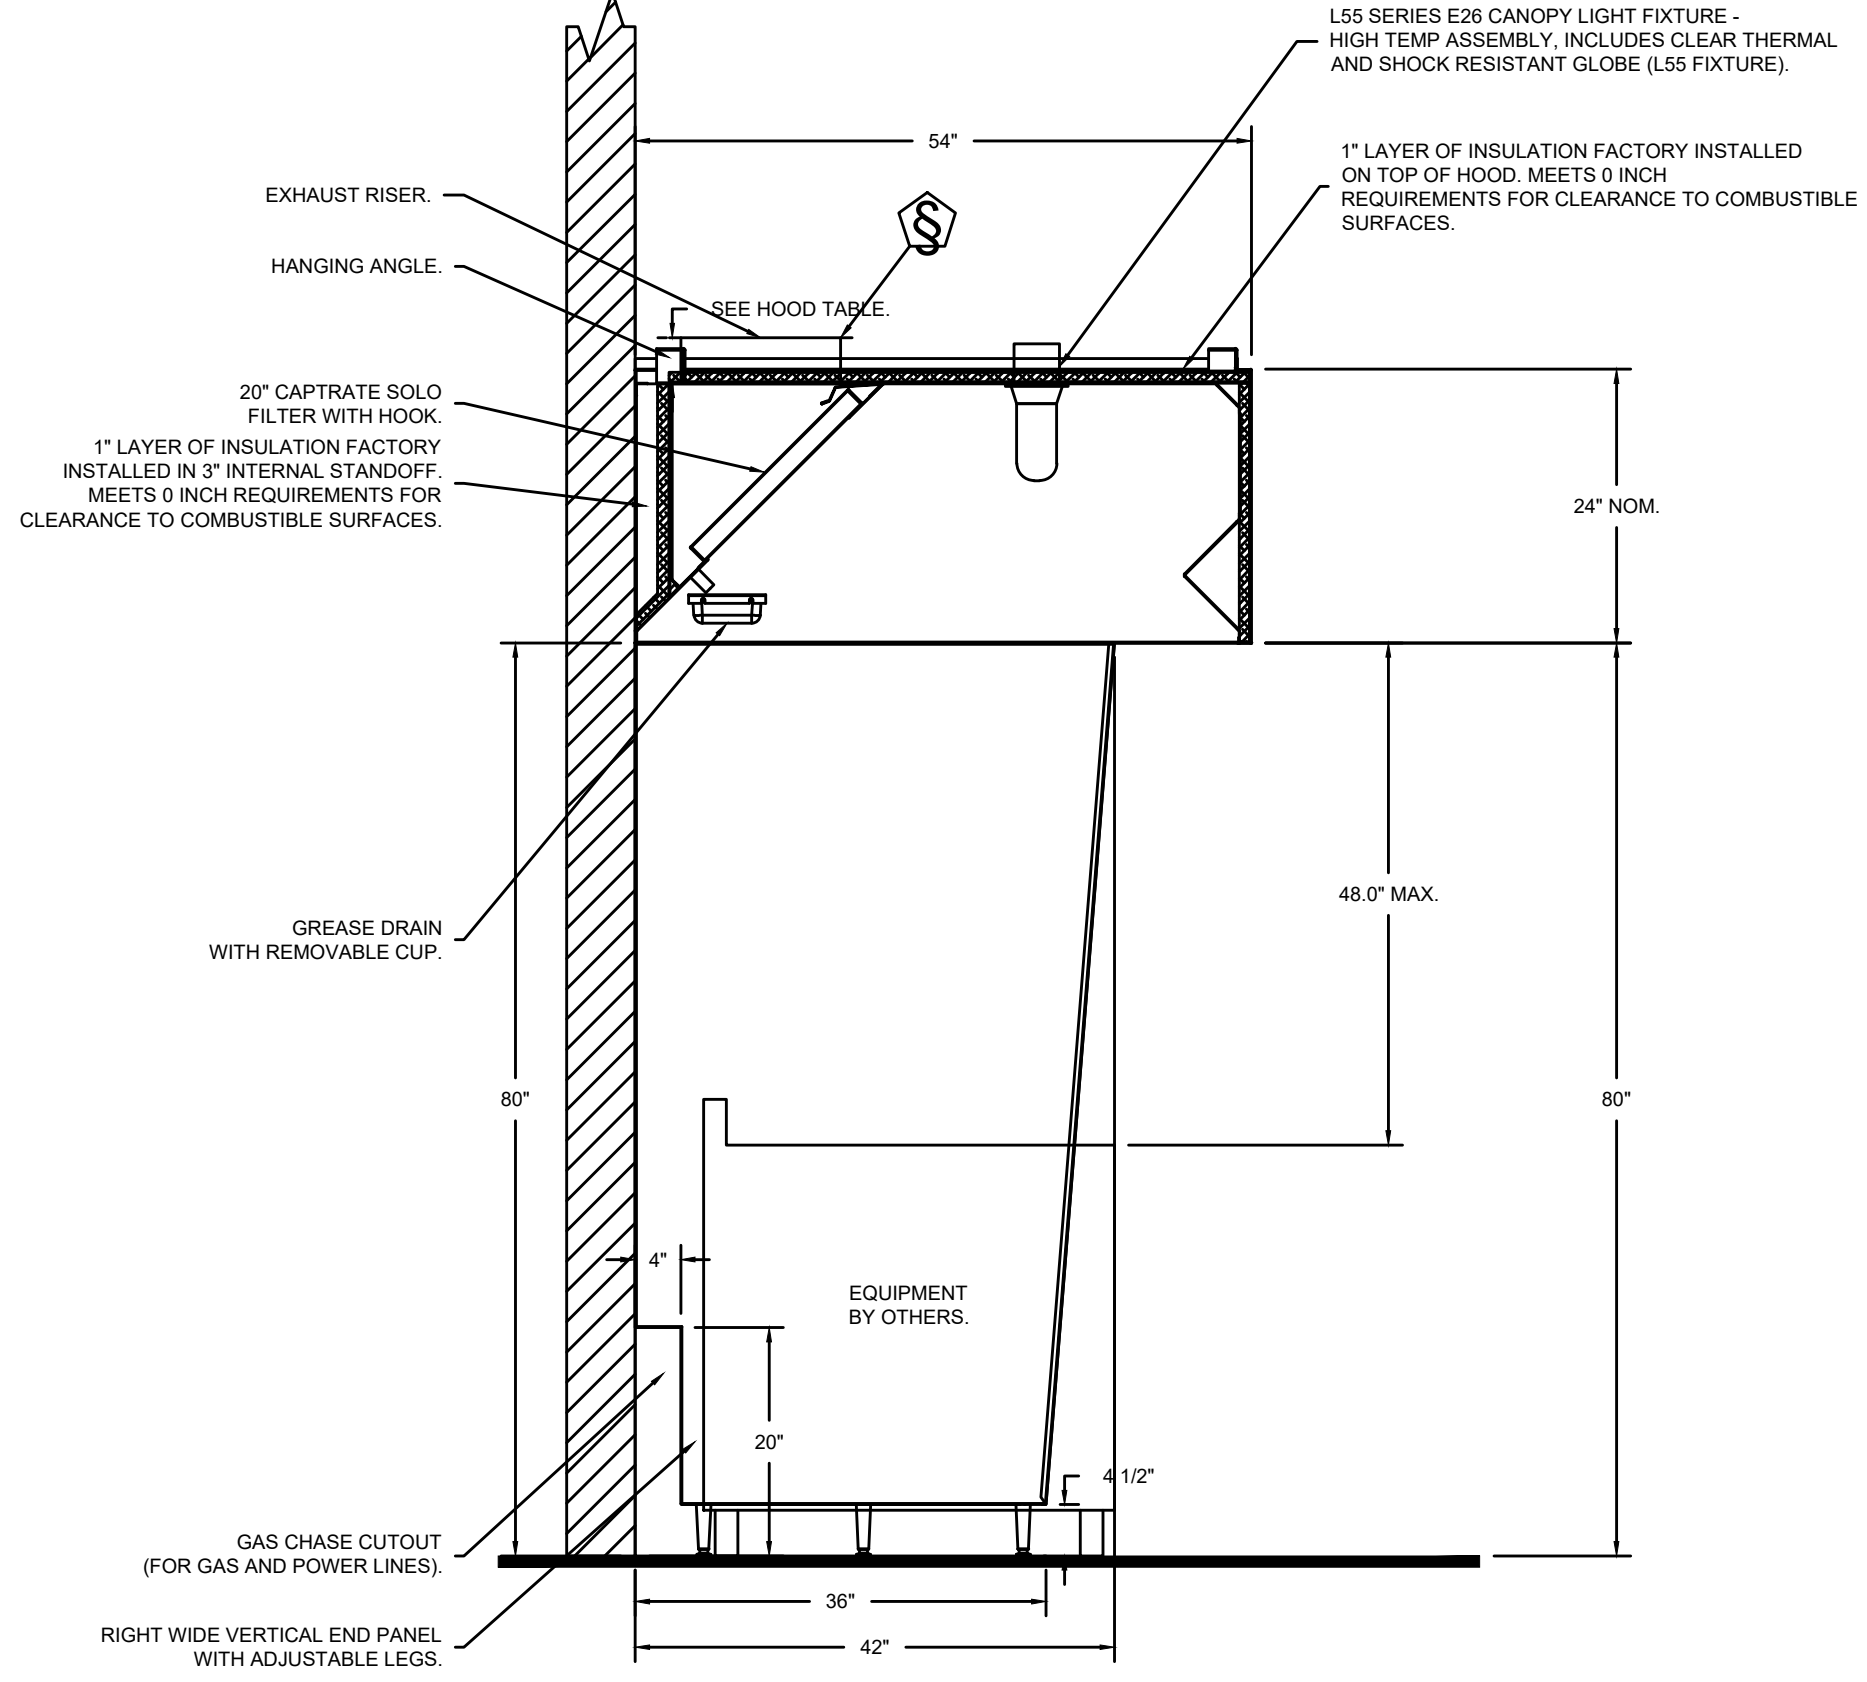 L55 SERIES E26 CANOPY LIGHT FIXTURE -
HIGH TEMP ASSEMBLY, INCLUDES CLEAR THERMAL
AND SHOCK RESISTANT GLOBE (L55 FIXTURE).
54"
1" LAYER OF INSULATION FACTORY INSTALLED
ON TOP OF HOOD. MEETS 0 INCH
REQUIREMENTS FOR CLEARANCE TO COMBUSTIBLE
SURFACES.
EXHAUST RISER.
§
HANGING ANGLE.
SEE HOOD TABLE.
20" CAPTRATE SOLO
FILTER WITH HOOK.
1" LAYER OF INSULATION FACTORY
INSTALLED IN 3" INTERNAL STANDOFF.
MEETS 0 INCH REQUIREMENTS FOR
CLEARANCE TO COMBUSTIBLE SURFACES.
24" NOM.
48.0" MAX.
GREASE DRAIN
WITH REMOVABLE CUP.
80"
80"
4"
EQUIPMENT
BY OTHERS.
20"
4 1/2"
GAS CHASE CUTOUT
(FOR GAS AND POWER LINES).
36"
RIGHT WIDE VERTICAL END PANEL
WITH ADJUSTABLE LEGS.
42"